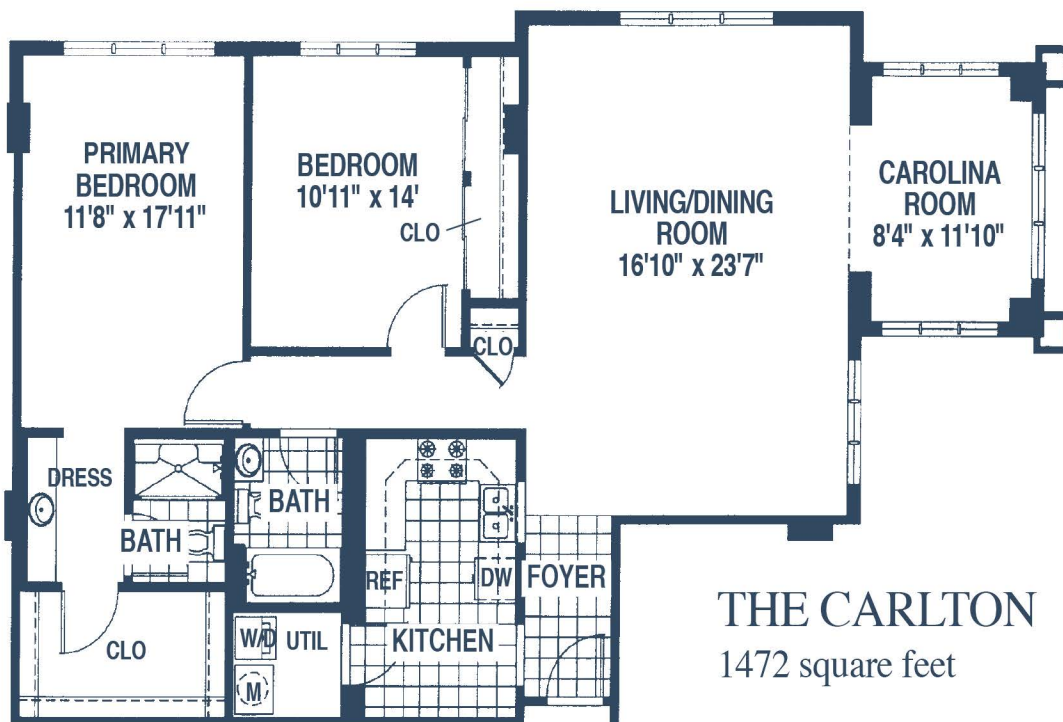 PRIMARY
BEDROOM
11'8" x 17'11"
BEDROOM
10'11" x 14'
CLO
LIVING/DINING
ROOM
16'10" x 23'7"
CAROLINA
ROOM
8'4" x 11'10"
CLO
DRESS
BATH
BATH
REF
DW
FOYER
CLO
W/D
UTIL
M
KITCHEN
THE CARLTON
1472 square feet